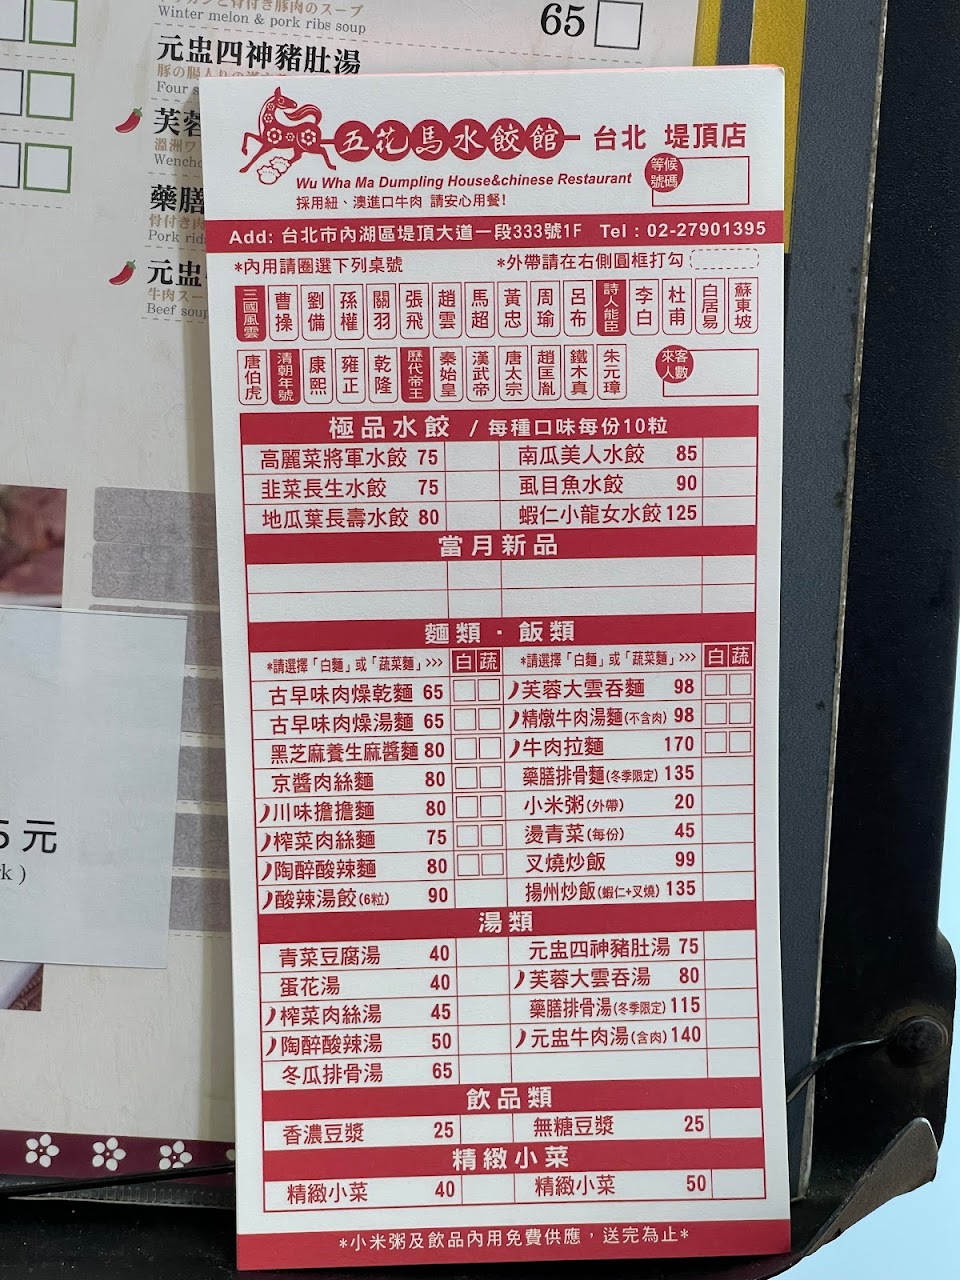 Winter melon & pork ribs soup
65
元盅四神豬肚湯
Four
芙蓉
Wencho
藥膳
Pork rib
元盅
牛肉スー
Beef soup
5元
rk )
五花馬水餃館 台北 堤頂店
Wu Wha Ma Dumpling House&chinese Restaurant
等候號碼
採用紐、澳進口牛肉 請安心用餐!
Add: 台北市內湖區堤頂大道一段333號1F Tel : 02-27901395
*內用請圈選下列桌號 *外帶請在右側圓框打勾
三國風雲 曹操 劉備 孫權 關羽 張飛 趙雲 馬超 黃忠 周瑜 呂布 詩人能臣 李白 杜甫 白居易 蘇東坡
唐伯虎 清朝年號 康熙 雍正 乾隆 歷代帝王 秦始皇 漢武帝 唐太宗 趙匡胤 鐵木真 朱元璋 來客人數
極品水餃 / 每種口味每份10粒
高麗菜將軍水餃 75 南瓜美人水餃 85
韭菜長生水餃 75 虱目魚水餃 90
地瓜葉長壽水餃 80 蝦仁小龍女水餃 125
當月新品
麵類・飯類
*請選擇「白麵」或「蔬菜麵」>>> 白 蔬 *請選擇「白麵」或「蔬菜麵」>>> 白 蔬
古早味肉燥乾麵 65 芙蓉大雲吞麵 98
古早味肉燥湯麵 65 精燉牛肉湯麵(不含肉) 98
黑芝麻養生麻醬麵 80 牛肉拉麵 170
京醬肉絲麵 80 藥膳排骨麵(冬季限定) 135
川味擔擔麵 80 小米粥(外帶) 20
榨菜肉絲麵 75 燙青菜(每份) 45
陶醉酸辣麵 80 叉燒炒飯 99
酸辣湯餃(6粒) 90 揚州炒飯(蝦仁+叉燒) 135
湯類
青菜豆腐湯 40 元盅四神豬肚湯 75
蛋花湯 40 芙蓉大雲吞湯 80
榨菜肉絲湯 45 藥膳排骨湯(冬季限定) 115
陶醉酸辣湯 50 元盅牛肉湯(含肉) 140
冬瓜排骨湯 65
飲品類
香濃豆漿 25 無糖豆漿 25
精緻小菜
精緻小菜 40 精緻小菜 50
*小米粥及飲品內用免費供應，送完為止*